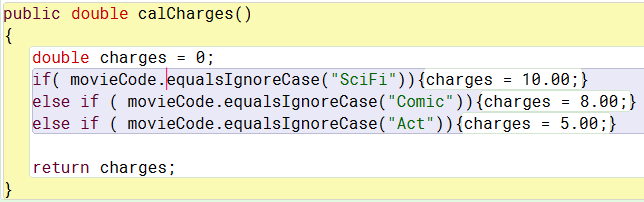 public double calCharges()
{
double charges = 0;
if( movieCode.equalsIgnoreCase("SciFi")){charges = 10.00;}
else if ( movieCode.equalsIgnoreCase("Comic")){charges = 8.00;}
else if ( movieCode.equalsIgnoreCase("Act")){charges = 5.00;}
return charges;
}